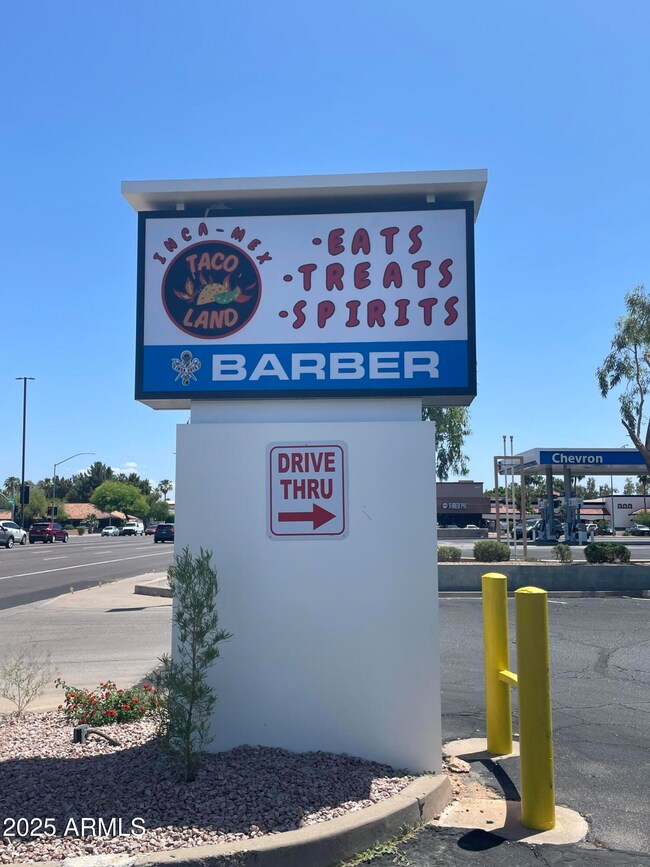 INCA-MEX
TACO
LAND
•EATS
•TREATS
•SPIRITS
BARBER
DRIVE
THRU
Chevron
2025 ARMLS